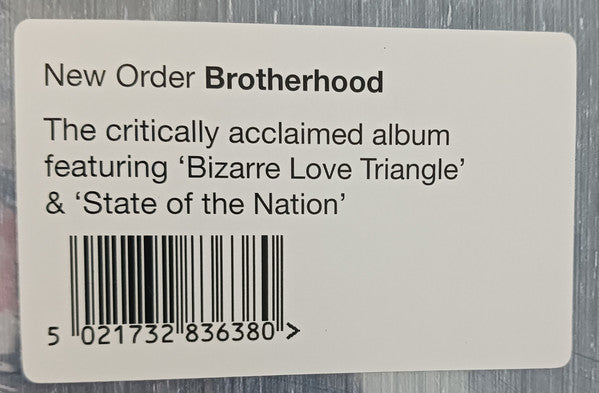 New Order Brotherhood
The critically acclaimed album
featuring ‘Bizarre Love Triangle’
& ‘State of the Nation’
5 021732 836380 >